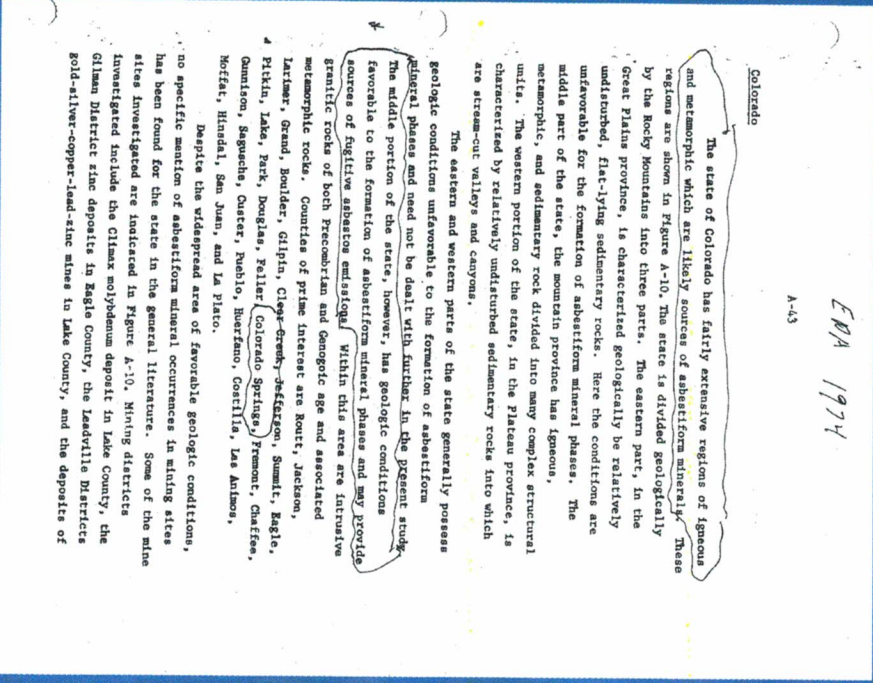 EPA 1974
A-43
Colorado
The state of Colorado has fairly extensive regions of igneous
and metamorphic which are likely sources of asbestiform minerals. These
regions are shown in Figure A-10. The state is divided geologically
by the Rocky Mountains into three parts. The eastern part, in the
Great Plains province, is characterized geologically be relatively
undisturbed, flat-lying sedimentary rocks. Here the conditions are
unfavorable for the formation of asbestiform mineral phases. The
middle part of the state, the mountain province has igneous,
metamorphic, and sedimentary rock divided into many complex structural
units. The western portion of the state, in the Plateau province, is
characterized by relatively undisturbed sedimentary rocks into which
are stream-cut valleys and canyons.
The eastern and western parts of the state generally possess
geologic conditions unfavorable to the formation of asbestiform
mineral phases and need not be dealt with further in the present study.
The middle portion of the state, however, has geologic conditions
favorable to the formation of asbestiform mineral phases and may provide
sources of fugitive asbestos emissions. Within this area are intrusive
granitic rocks of both Precombrian and Genogoic age and associated
metamorphic rocks. Counties of prime interest are Routt, Jackson,
Larimer, Grand, Boulder, Gilpin, Clear Creek, Jefferson, Summit, Eagle,
Pitkin, Lake, Park, Douglas, Feller, Colorado Springs, Fremont, Chaffee,
Gunnison, Saguache, Custer, Pueblo, Huerfano, Costilla, Las Animos,
Moffat, Hinsdal, San Juan, and La Plato.
Despite the widespread area of favorable geologic conditions,
no specific mention of asbestiform mineral occurrences in mining sites
has been found for the state in the general literature. Some of the mine
sites investigated are indicated in Figure A-10. Mining districts
investigated include the Climax molybdenum deposit in Lake County, the
Gilman District zinc deposits in Eagle County, the Leadville Districts
gold-silver-copper-lead-zinc mines in Lake County, and the deposits of